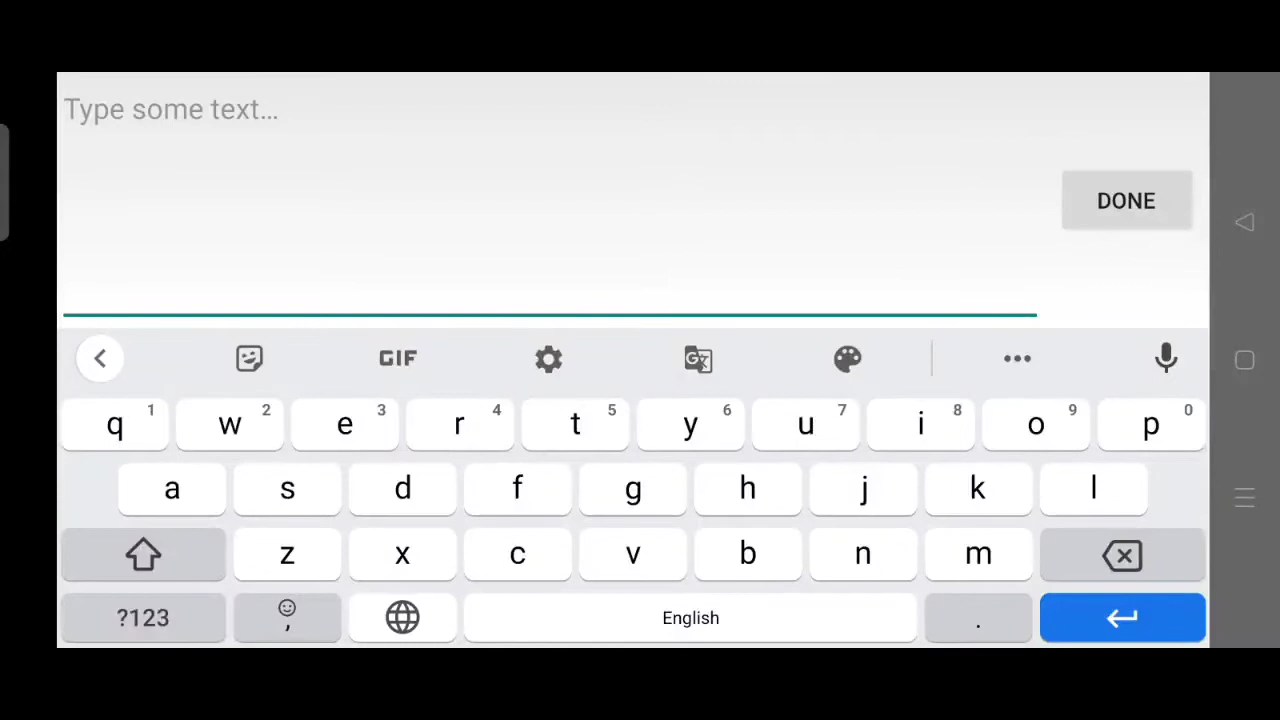 Type some text...
DONE
GIF
G
q 1 w 2 e 3 r 4 t 5 y 6 u 7 i 8 o 9 p 0
a s d f g h j k l
z x c v b n m
?123 , English .